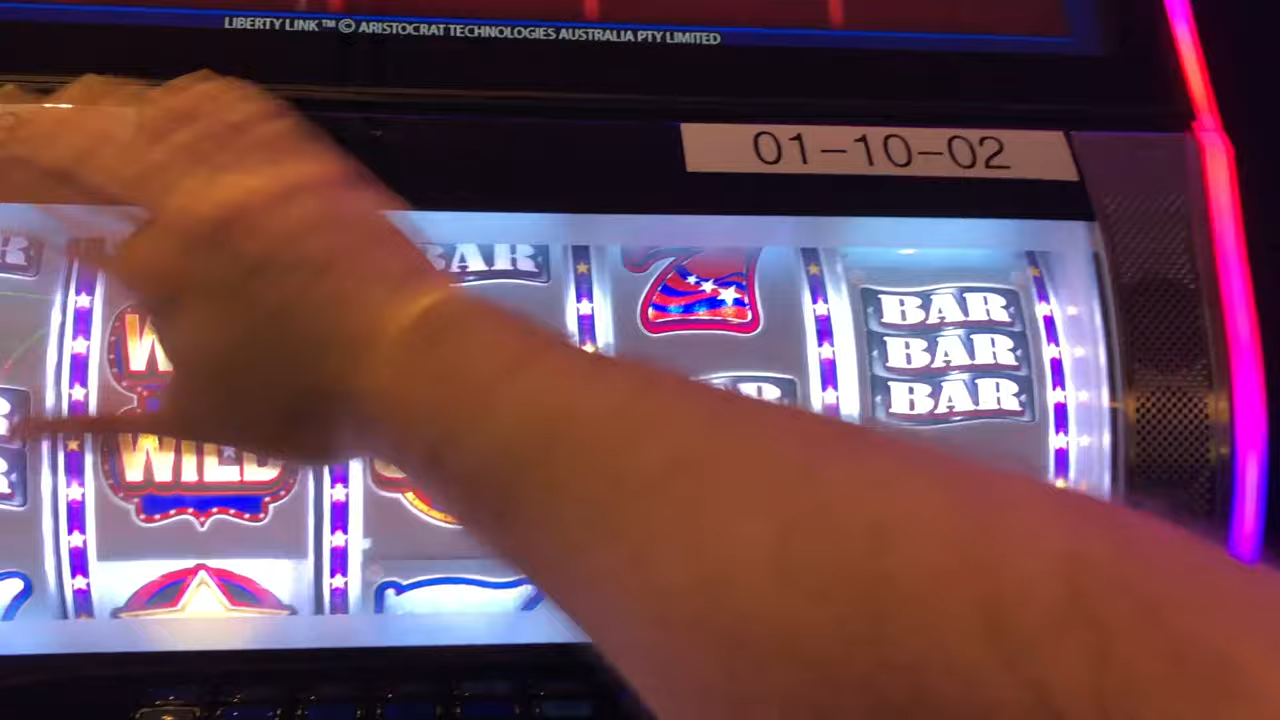 LIBERTY LINK™ © ARISTOCRAT TECHNOLOGIES AUSTRALIA PTY LIMITED
01-10-02
BAR
BAR
BAR
BAR
WILD